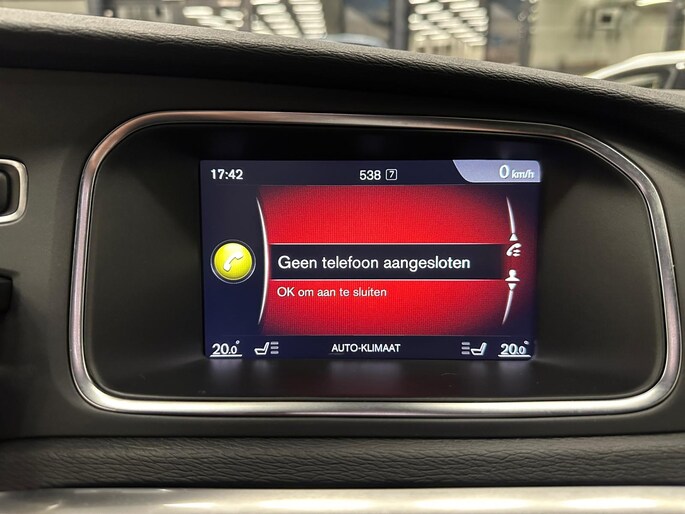 17:42
538 7
0 km/h
Geen telefoon aangesloten
OK om aan te sluiten
20.0°
AUTO-KLIMAAT
20.0°